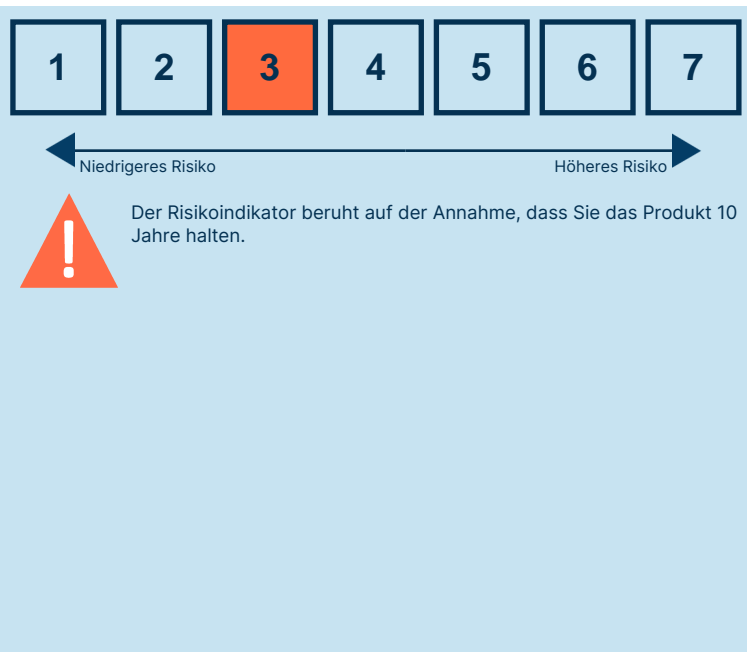 1 2 3 4 5 6 7
Niedrigeres Risiko Höheres Risiko
!
Der Risikoindikator beruht auf der Annahme, dass Sie das Produkt 10
Jahre halten.